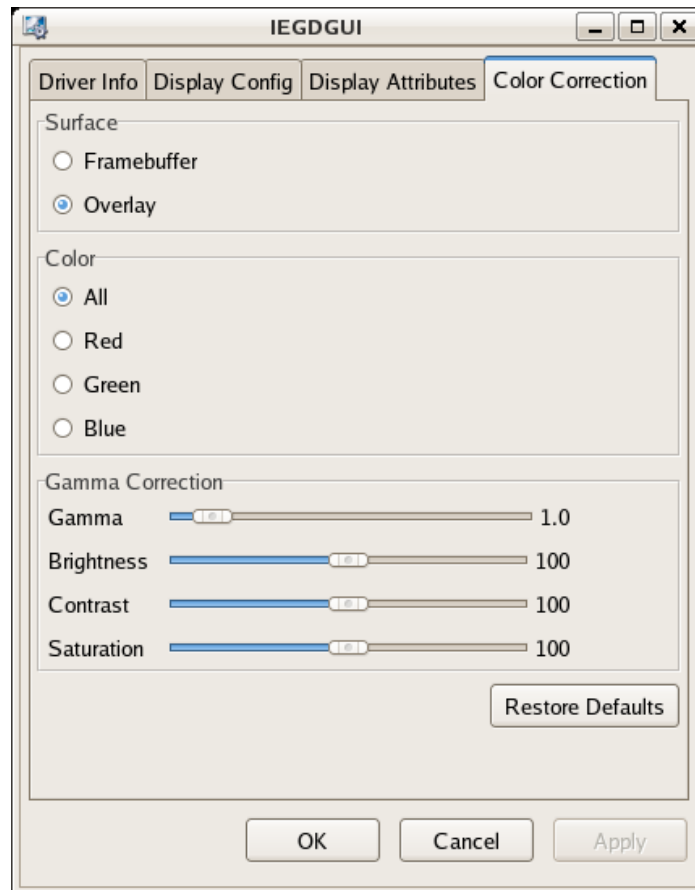 IEGDGUI
Driver Info Display Config Display Attributes Color Correction
Surface
Framebuffer
Overlay
Color
All
Red
Green
Blue
Gamma Correction
Gamma 1.0
Brightness 100
Contrast 100
Saturation 100
Restore Defaults
OK Cancel Apply